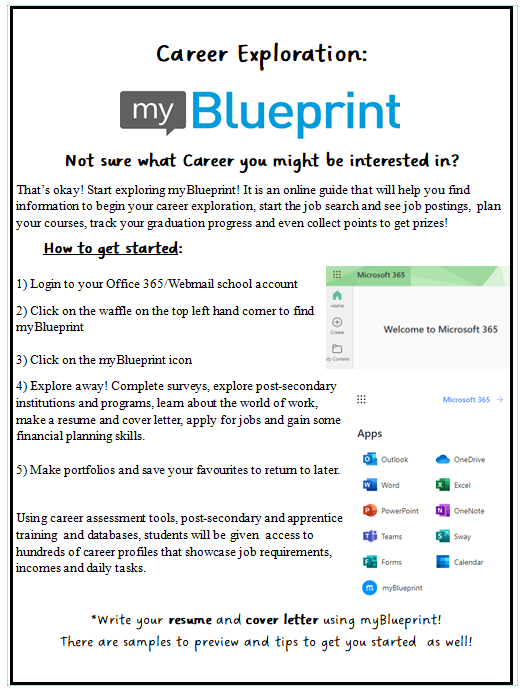 Career Exploration:
my Blueprint
Not sure what Career you might be interested in?
That's okay! Start exploring myBlueprint! It is an online guide that will help you find
information to begin your career exploration, start the job search and see job postings, plan
your courses, track your graduation progress and even collect points to get prizes!
How to get started:
1) Login to your Office 365/Webmail school account
2) Click on the waffle on the top left hand corner to find
myBlueprint
3) Click on the myBlueprint icon
4) Explore away! Complete surveys, explore post-secondary
institutions and programs, learn about the world of work,
make a resume and cover letter, apply for jobs and gain some
financial planning skills.
5) Make portfolios and save your favourites to return to later.
Using career assessment tools, post-secondary and apprentice
training and databases, students will be given access to
hundreds of career profiles that showcase job requirements,
incomes and daily tasks.
Microsoft 365
Home
Create
My Content
Welcome to Microsoft 365
Microsoft 365 →
Apps
Outlook OneDrive
Word Excel
PowerPoint OneNote
Teams Sway
Forms Calendar
m myBlueprint
*Write your resume and cover letter using myBlueprint!
There are samples to preview and tips to get you started as well!